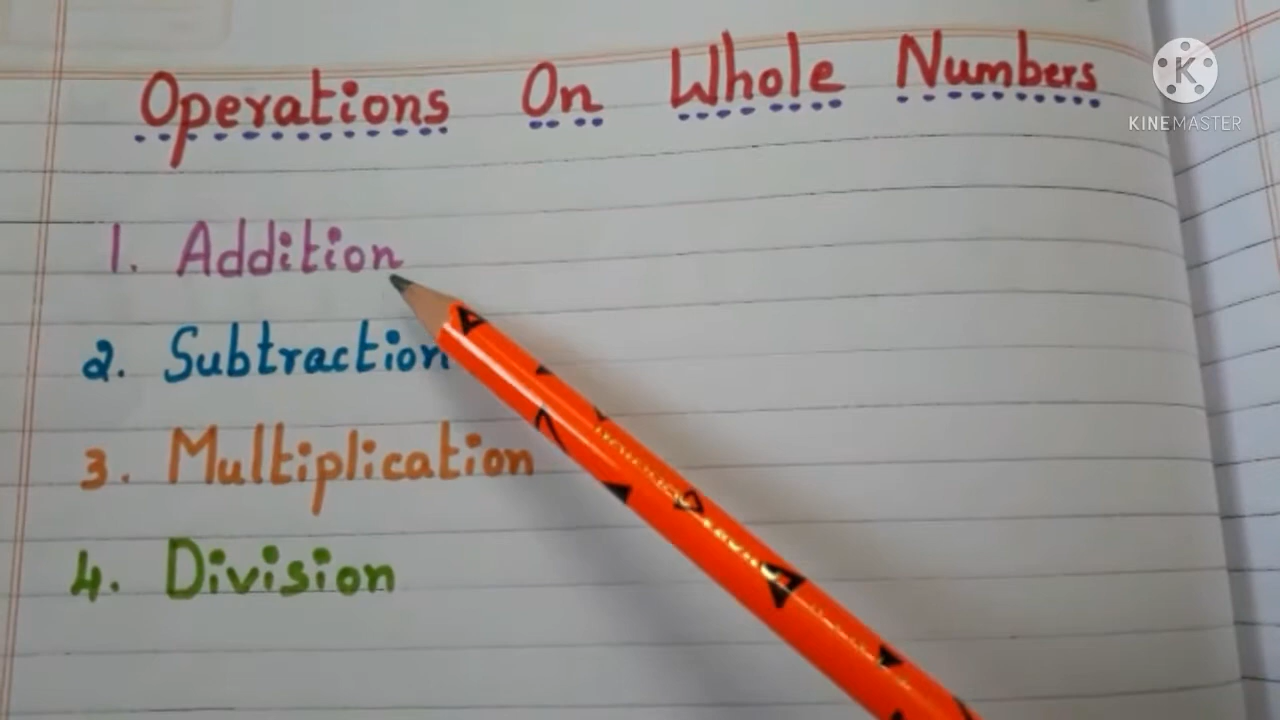 Operations On Whole Numbers
K
KINEMASTER
1. Addition
2. Subtraction
3. Multiplication
4. Division